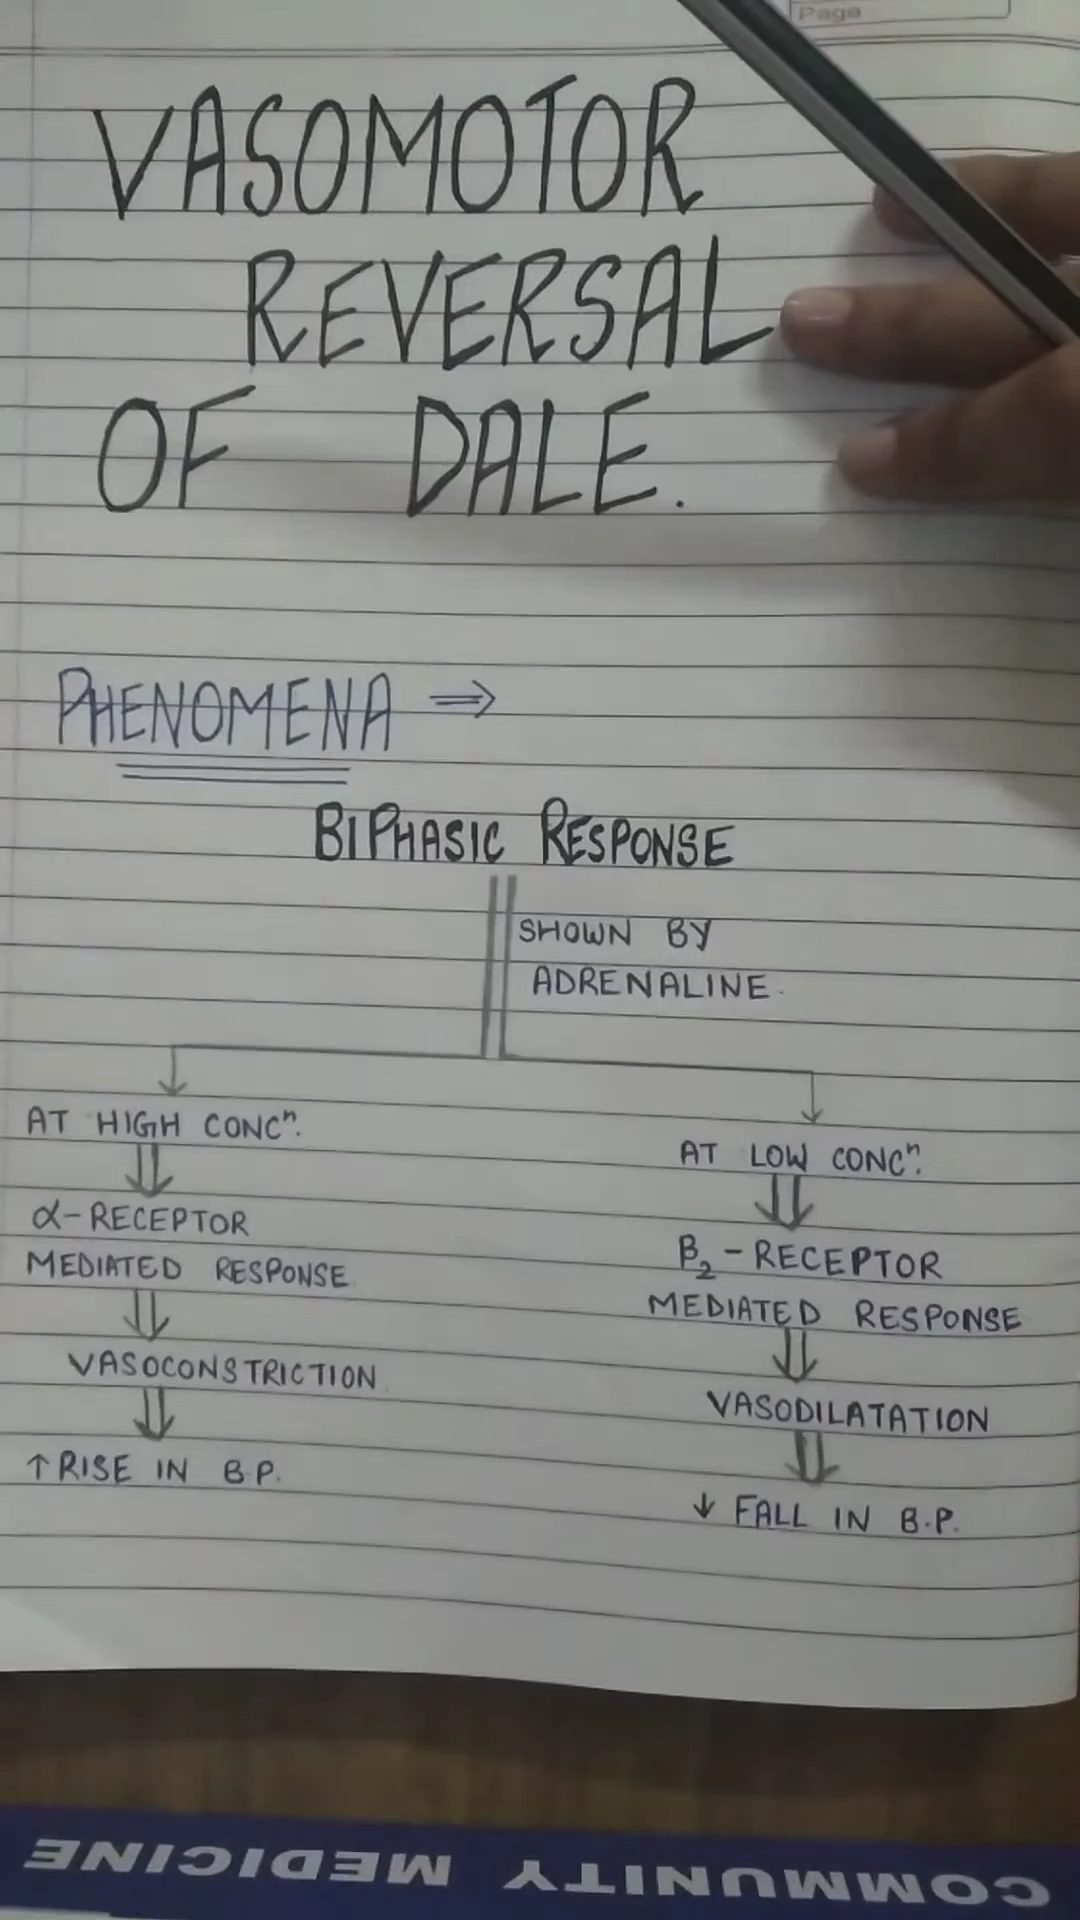 Page
VASOMOTOR
REVERSAL
OF DALE.
PHENOMENA ⇒
BIPHASIC RESPONSE
SHOWN BY
ADRENALINE.
AT HIGH CONCⁿ.
α-RECEPTOR
MEDIATED RESPONSE
VASOCONSTRICTION
↑ RISE IN B.P.
AT LOW CONCⁿ.
β₂-RECEPTOR
MEDIATED RESPONSE
VASODILATATION
↓ FALL IN B.P.
COMMUNITY MEDICINE